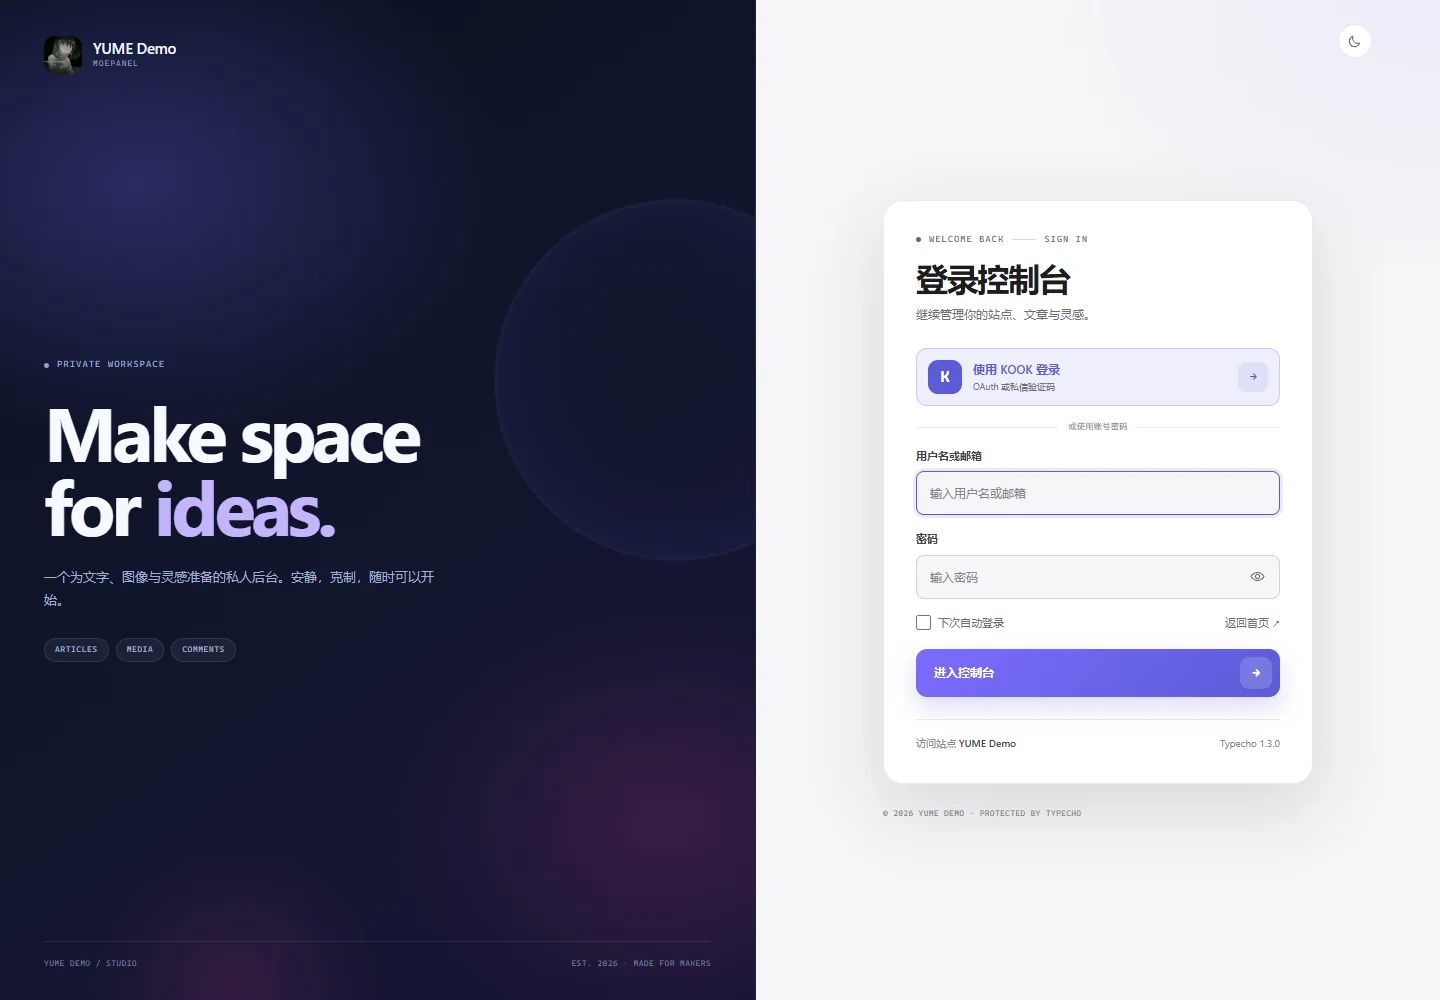 YUME Demo
MOEPANEL
PRIVATE WORKSPACE
Make space
for ideas.
一个为文字、图像与灵感准备的私人后台。安静，克制，随时可以开
始。
ARTICLES
MEDIA
COMMENTS
YUME DEMO / STUDIO
EST. 2026 · MADE FOR MAKERS
WELCOME BACK
SIGN IN
登录控制台
继续管理你的站点、文章与灵感。
K
使用 KOOK 登录
OAuth 或私信验证码
→
或使用账号密码
用户名或邮箱
输入用户名或邮箱
密码
输入密码
下次自动登录
返回首页 ↗
进入控制台
→
访问站点 YUME Demo
Typecho 1.3.0
© 2026 YUME DEMO · PROTECTED BY TYPECHO